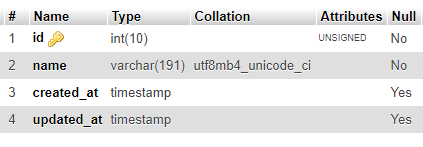 # Name Type Collation Attributes Null
1 id int(10) UNSIGNED No
2 name varchar(191) utf8mb4_unicode_ci No
3 created_at timestamp Yes
4 updated_at timestamp Yes